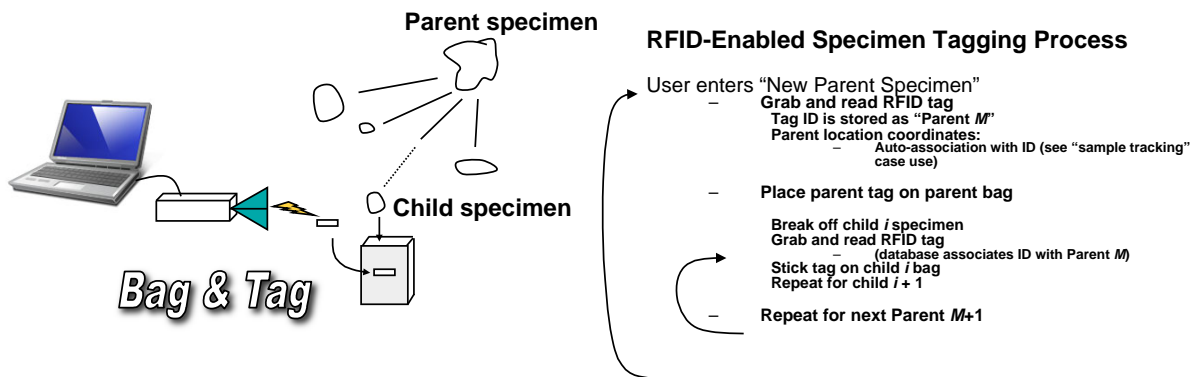 Parent specimen
Child specimen
Bag & Tag
RFID-Enabled Specimen Tagging Process
User enters “New Parent Specimen”
– Grab and read RFID tag
Tag ID is stored as “Parent M”
Parent location coordinates:
– Auto-association with ID (see “sample tracking”
case use)
– Place parent tag on parent bag
Break off child i specimen
Grab and read RFID tag
– (database associates ID with Parent M)
Stick tag on child i bag
Repeat for child i + 1
– Repeat for next Parent M+1